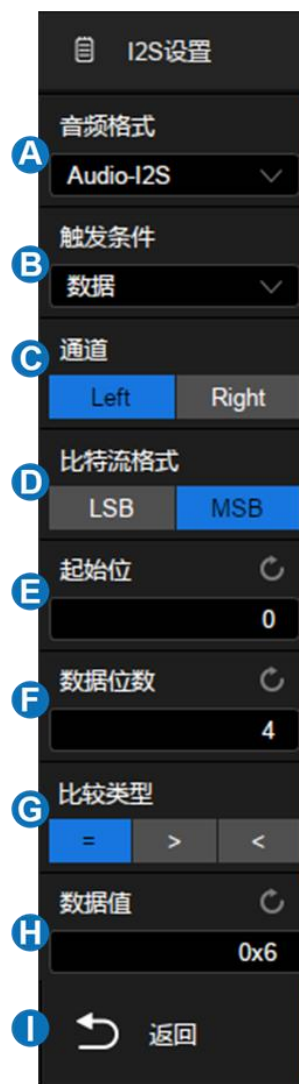 I2S设置
音频格式
A
Audio-I2S
触发条件
B
数据
C
通道
Left Right
比特流格式
D
LSB MSB
起始位
E
0
数据位数
F
4
比较类型
G
= > <
数据值
H
0x6
I
返回